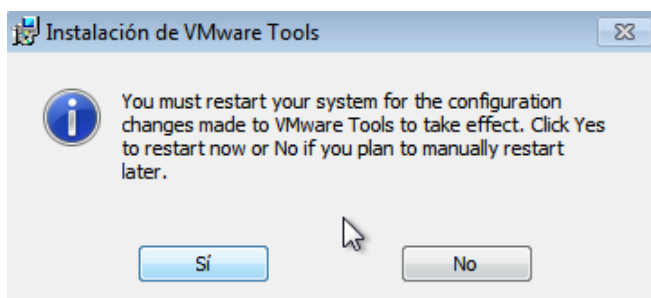 Instalación de VMware Tools
You must restart your system for the configuration
changes made to VMware Tools to take effect. Click Yes
to restart now or No if you plan to manually restart
later.
Sí No